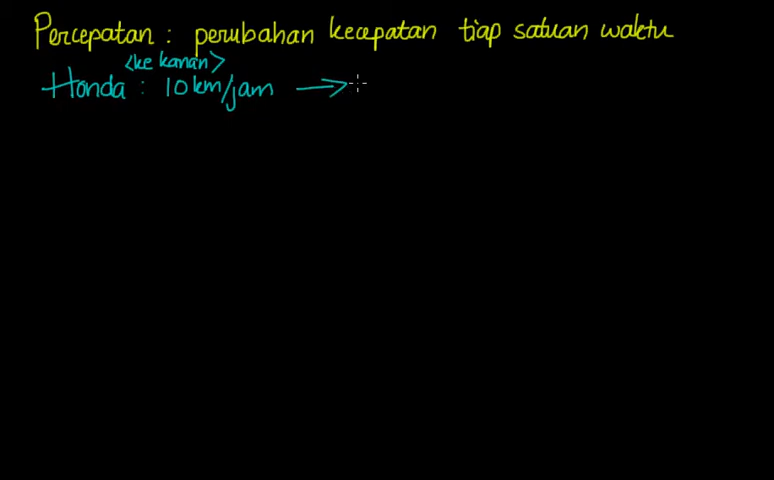 Percepatan : perubahan kecepatan tiap satuan waktu
<ke kanan>
Honda : 10 km/jam →